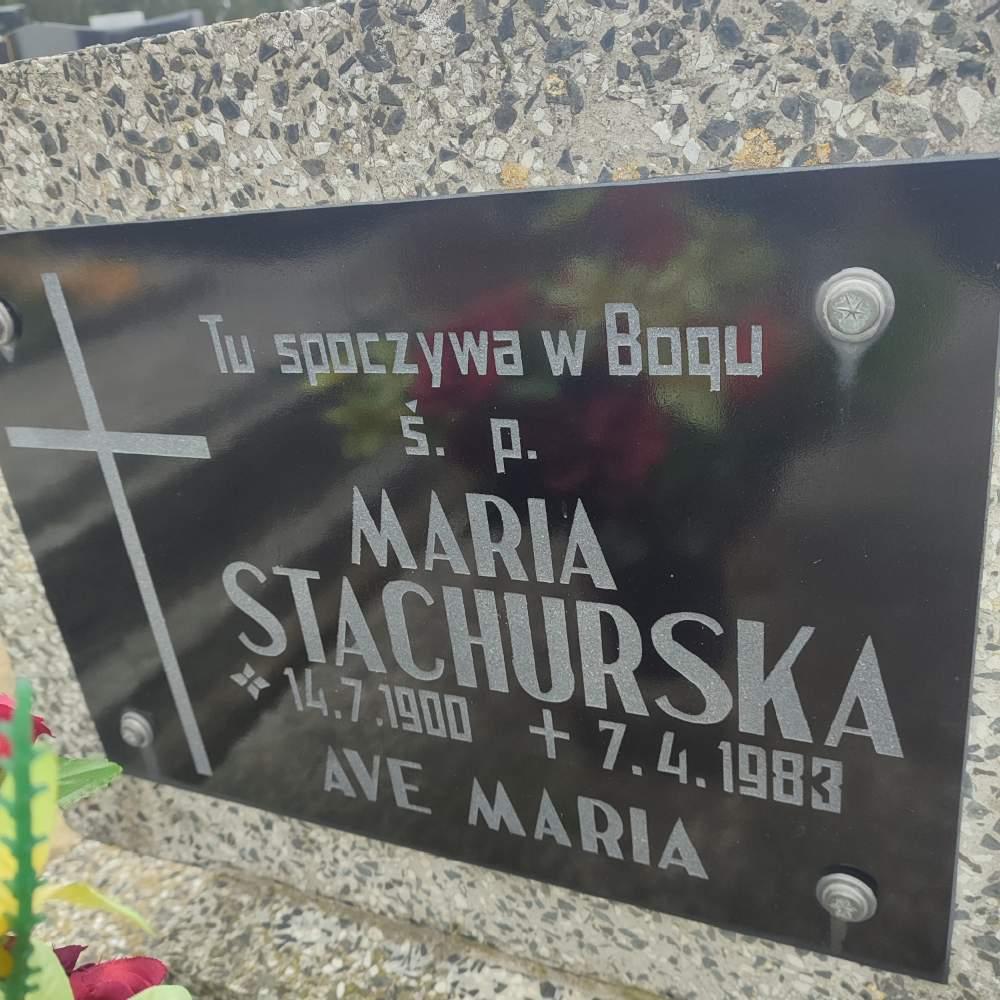 Tu spoczywa w Bogu
ś. p.
MARIA
STACHURSKA
14.7.1900 + 7.4.1983
AVE MARIA